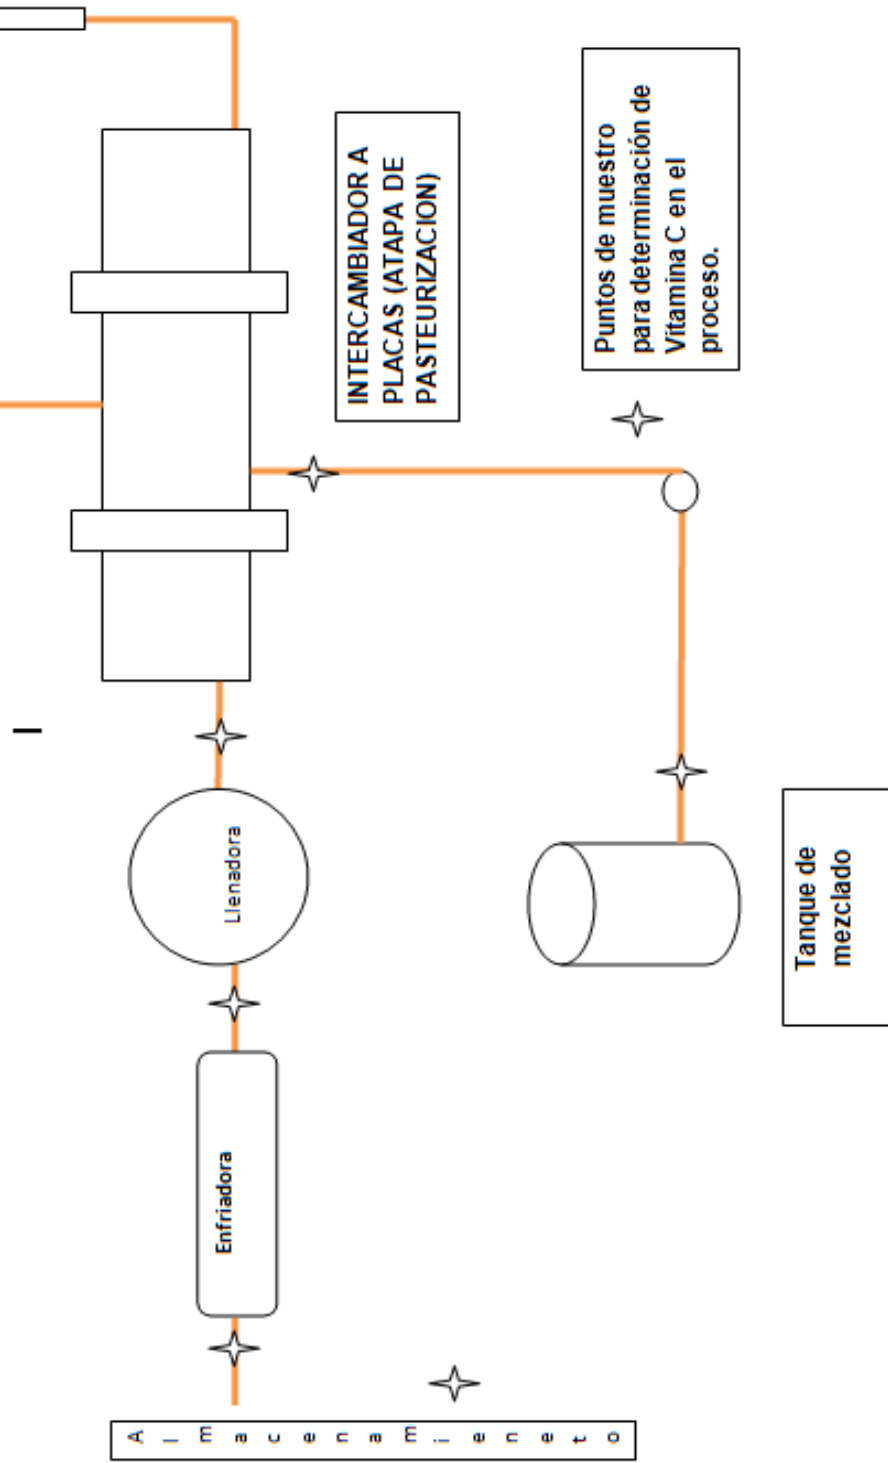 INTERCAMBIADOR A
PLACAS (ATAPA DE
PASTEURIZACION)
Puntos de muestro
para determinación de
Vitamina C en el
proceso.
Llenadora
Enfriadora
Tanque de
mezclado
Almacenamieneto